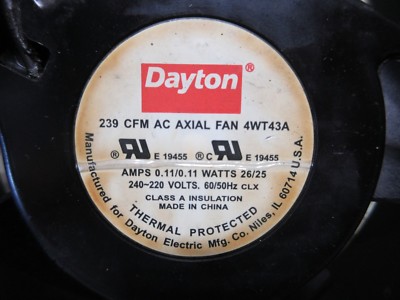 Dayton®
239 CFM AC AXIAL FAN 4WT43A
® RU E 19455 ® C RU E 19455
AMPS 0.11/0.11 WATTS 26/25
240~220 VOLTS. 60/50Hz CLX
CLASS A INSULATION
MADE IN CHINA
THERMAL PROTECTED
Manufactured for Dayton Electric Mfg. Co. Niles, IL 60714 U.S.A.